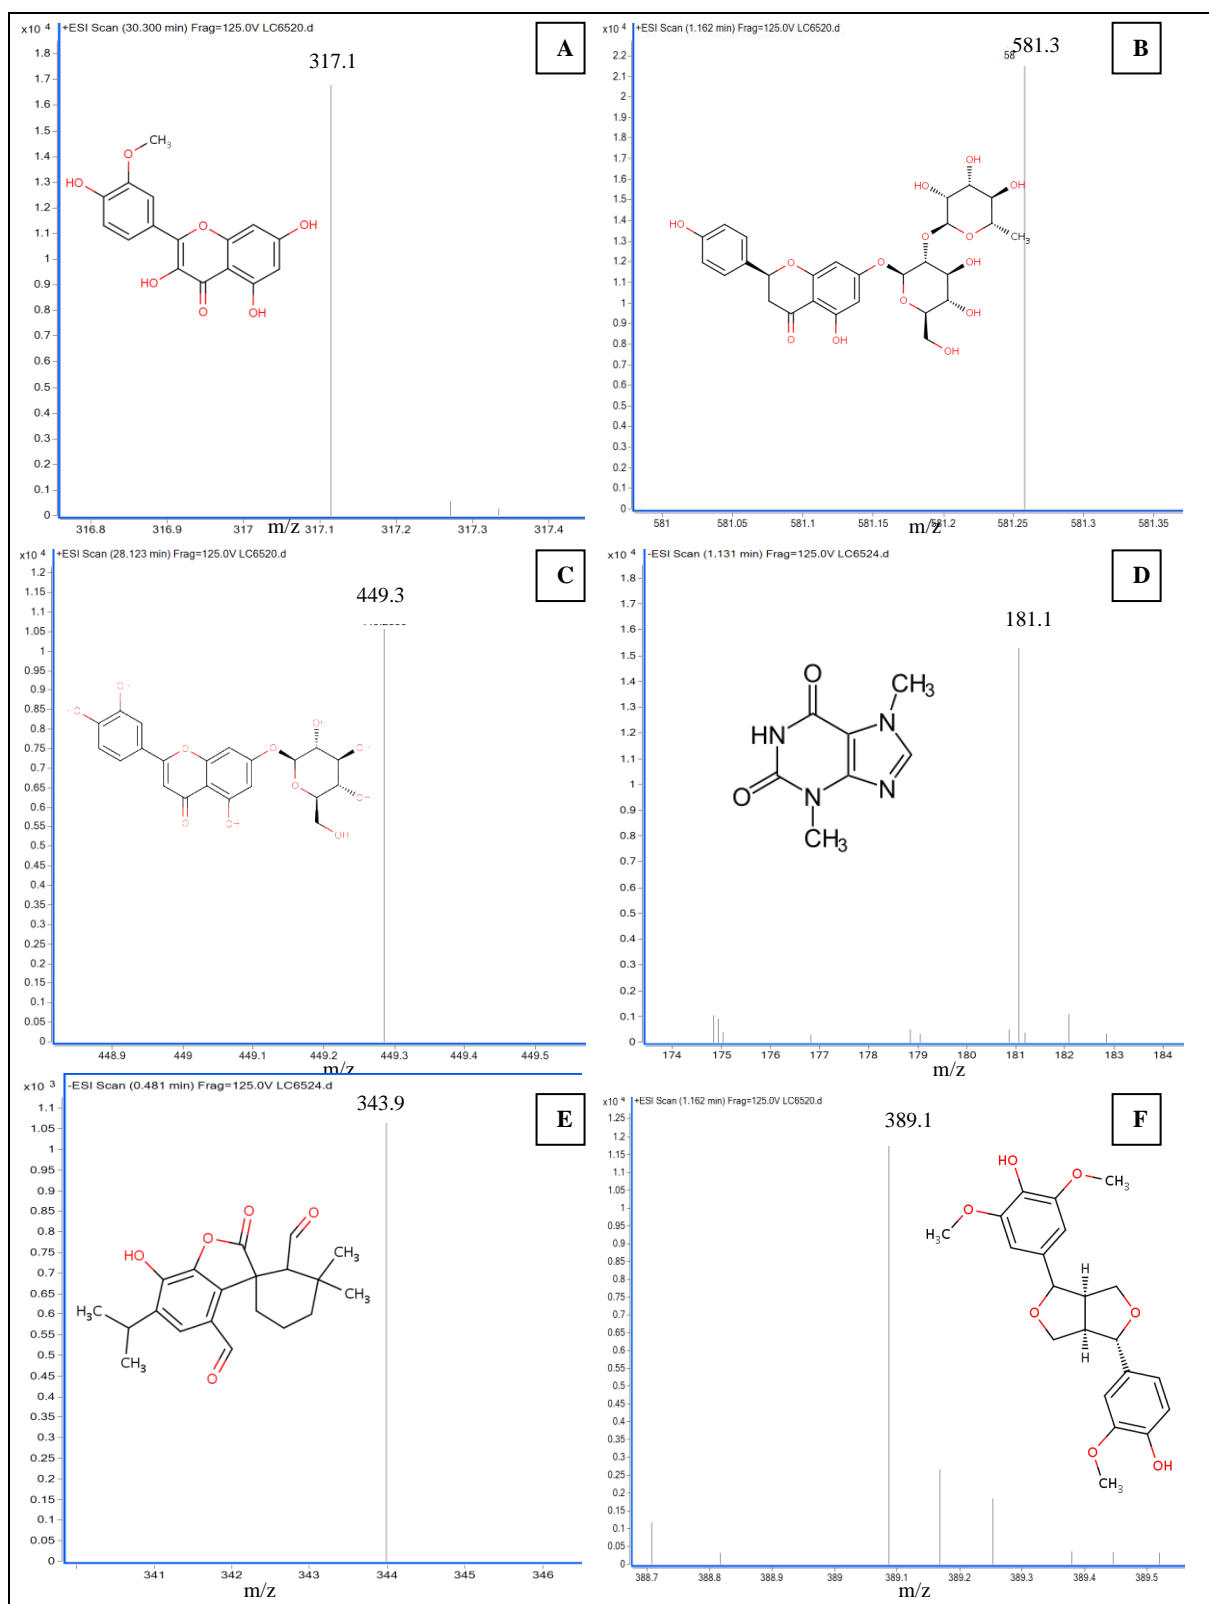 x10 4
+ESI Scan (30.300 min) Frag=125.0V LC6520.d
A
317.1
1.8
1.7
1.6
1.5
1.4
1.3
1.2
1.1
1
0.9
0.8
0.7
0.6
0.5
0.4
0.3
0.2
0.1
0
CH3
O
HO
O
OH
HO
O
OH
316.8 316.9 317 317.1 317.2 317.3 317.4
m/z
x10 4
+ESI Scan (1.162 min) Frag=125.0V LC6520.d
B
58
581.3
2.2
2.1
2
1.9
1.8
1.7
1.6
1.5
1.4
1.3
1.2
1.1
1
0.9
0.8
0.7
0.6
0.5
0.4
0.3
0.2
0.1
0
OH
HO
OH
HO
O
CH3
O
O
O
OH
O
OH
O
OH
OH
581 581.05 581.1 581.15 581.2 581.25 581.3 581.35
m/z
x10 4
+ESI Scan (28.123 min) Frag=125.0V LC6520.d
C
449.3
1.2
1.15
1.1
1.05
1
0.95
0.9
0.85
0.8
0.75
0.7
0.65
0.6
0.55
0.5
0.45
0.4
0.35
0.3
0.25
0.2
0.15
0.1
0.05
0
O
O
O
O
OH
448.9 449 449.1 449.2 449.3 449.4 449.5
m/z
x10 4
-ESI Scan (1.131 min) Frag=125.0V LC6524.d
D
181.1
1.8
1.7
1.6
1.5
1.4
1.3
1.2
1.1
1
0.9
0.8
0.7
0.6
0.5
0.4
0.3
0.2
0.1
0
O
CH3
N
HN
O
N
N
CH3
174 175 176 177 178 179 180 181 182 183 184
m/z
x10 3
-ESI Scan (0.481 min) Frag=125.0V LC6524.d
E
343.9
1.1
1.05
1
0.95
0.9
0.85
0.8
0.75
0.7
0.65
0.6
0.55
0.5
0.45
0.4
0.35
0.3
0.25
0.2
0.15
0.1
0.05
0
O
O
O
HO
CH3
CH3
H3C
CH3
O
341 342 343 344 345 346
m/z
x10 4
+ESI Scan (1.162 min) Frag=125.0V LC6520.d
F
389.1
1.25
1.2
1.15
1.1
1.05
1
0.95
0.9
0.85
0.8
0.75
0.7
0.65
0.6
0.55
0.5
0.45
0.4
0.35
0.3
0.25
0.2
0.15
0.1
0.05
0
HO
O
CH3
O
H3C
H
O
O
H
O
CH3
OH
388.7 388.8 388.9 389 389.1 389.2 389.3 389.4 389.5
m/z